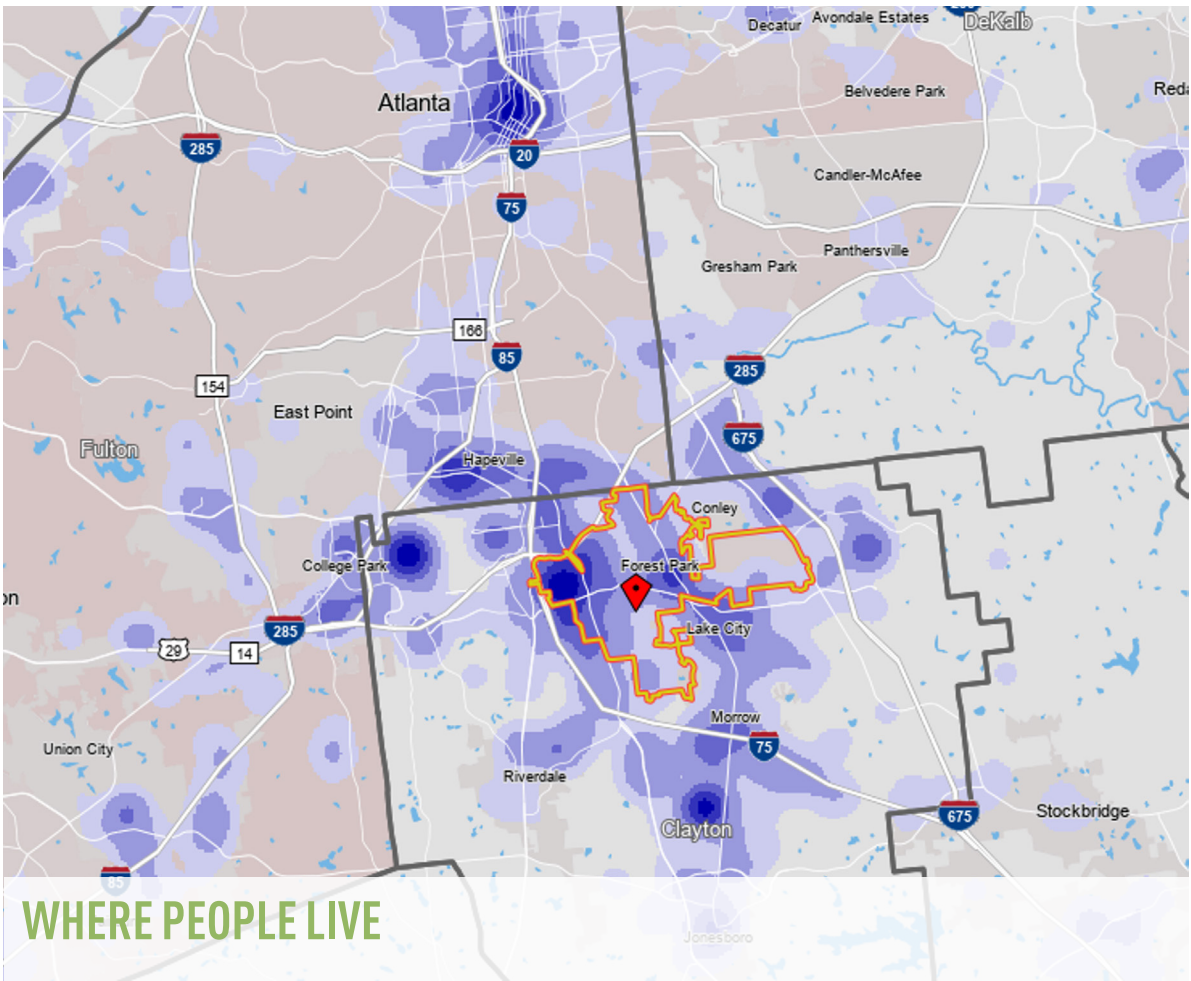 Decatur
Avondale Estates
DeKalb
Atlanta
Belvedere Park
285
20
Candler-McAfee
75
Panthersville
Gresham Park
166
85
285
154
East Point
675
Fulton
Hapeville
Conley
College Park
Forest Park
285
Lake City
29
14
Morrow
75
Union City
Riverdale
675
Stockbridge
Clayton
85
WHERE PEOPLE LIVE
Jonesboro